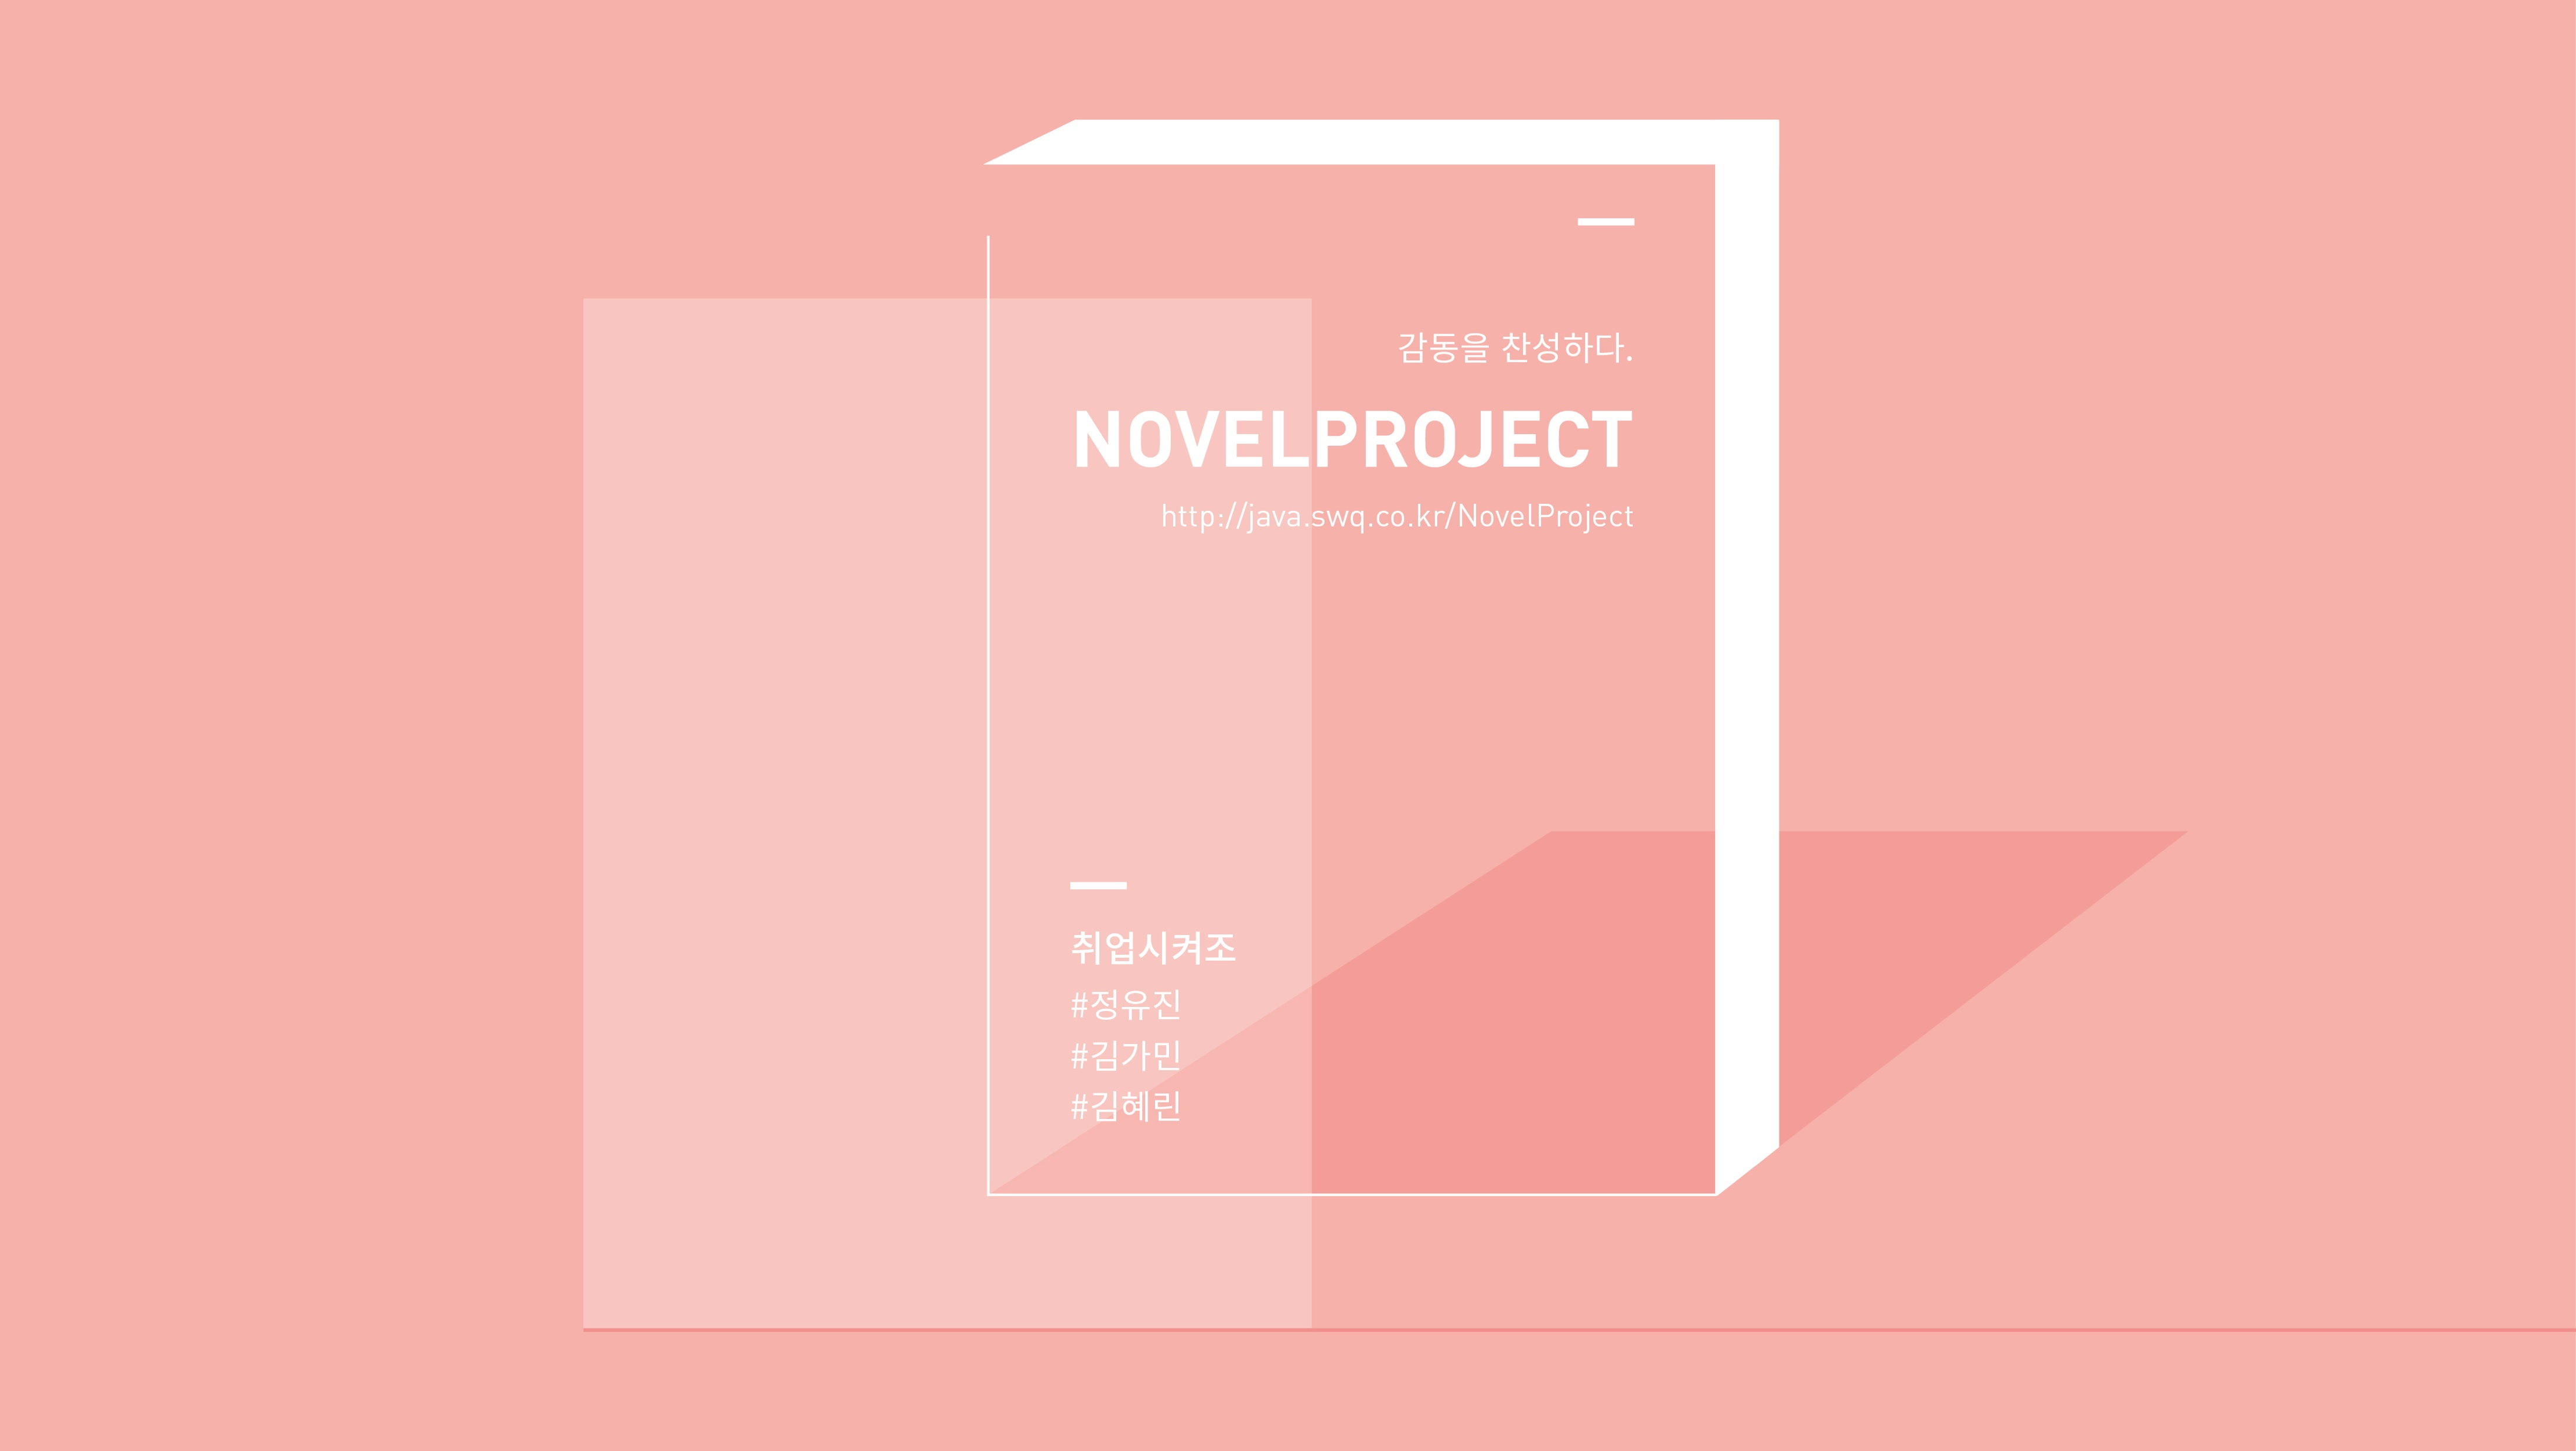 감동을 찬성하다.
NOVELPROJECT
http://java.swq.co.kr/NovelProject
취업시켜조
#정유진
#김가민
#김혜린